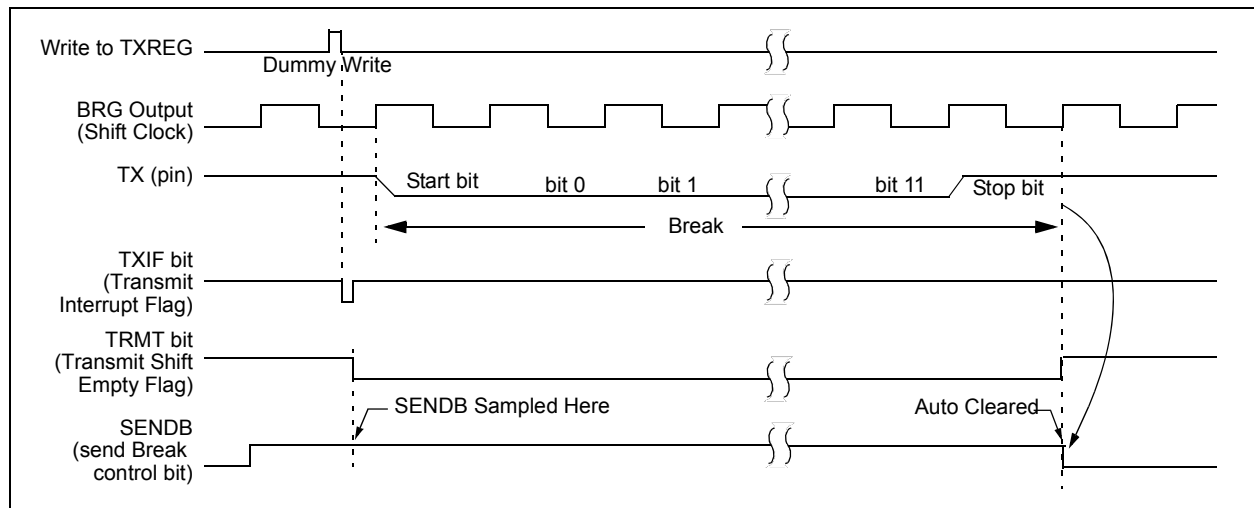 Write to TXREG
Dummy Write
BRG Output
(Shift Clock)
TX (pin)
Start bit
bit 0
bit 1
bit 11
Stop bit
Break
TXIF bit
(Transmit
Interrupt Flag)
TRMT bit
(Transmit Shift
Empty Flag)
SENDB Sampled Here
Auto Cleared
SENDB
(send Break
control bit)